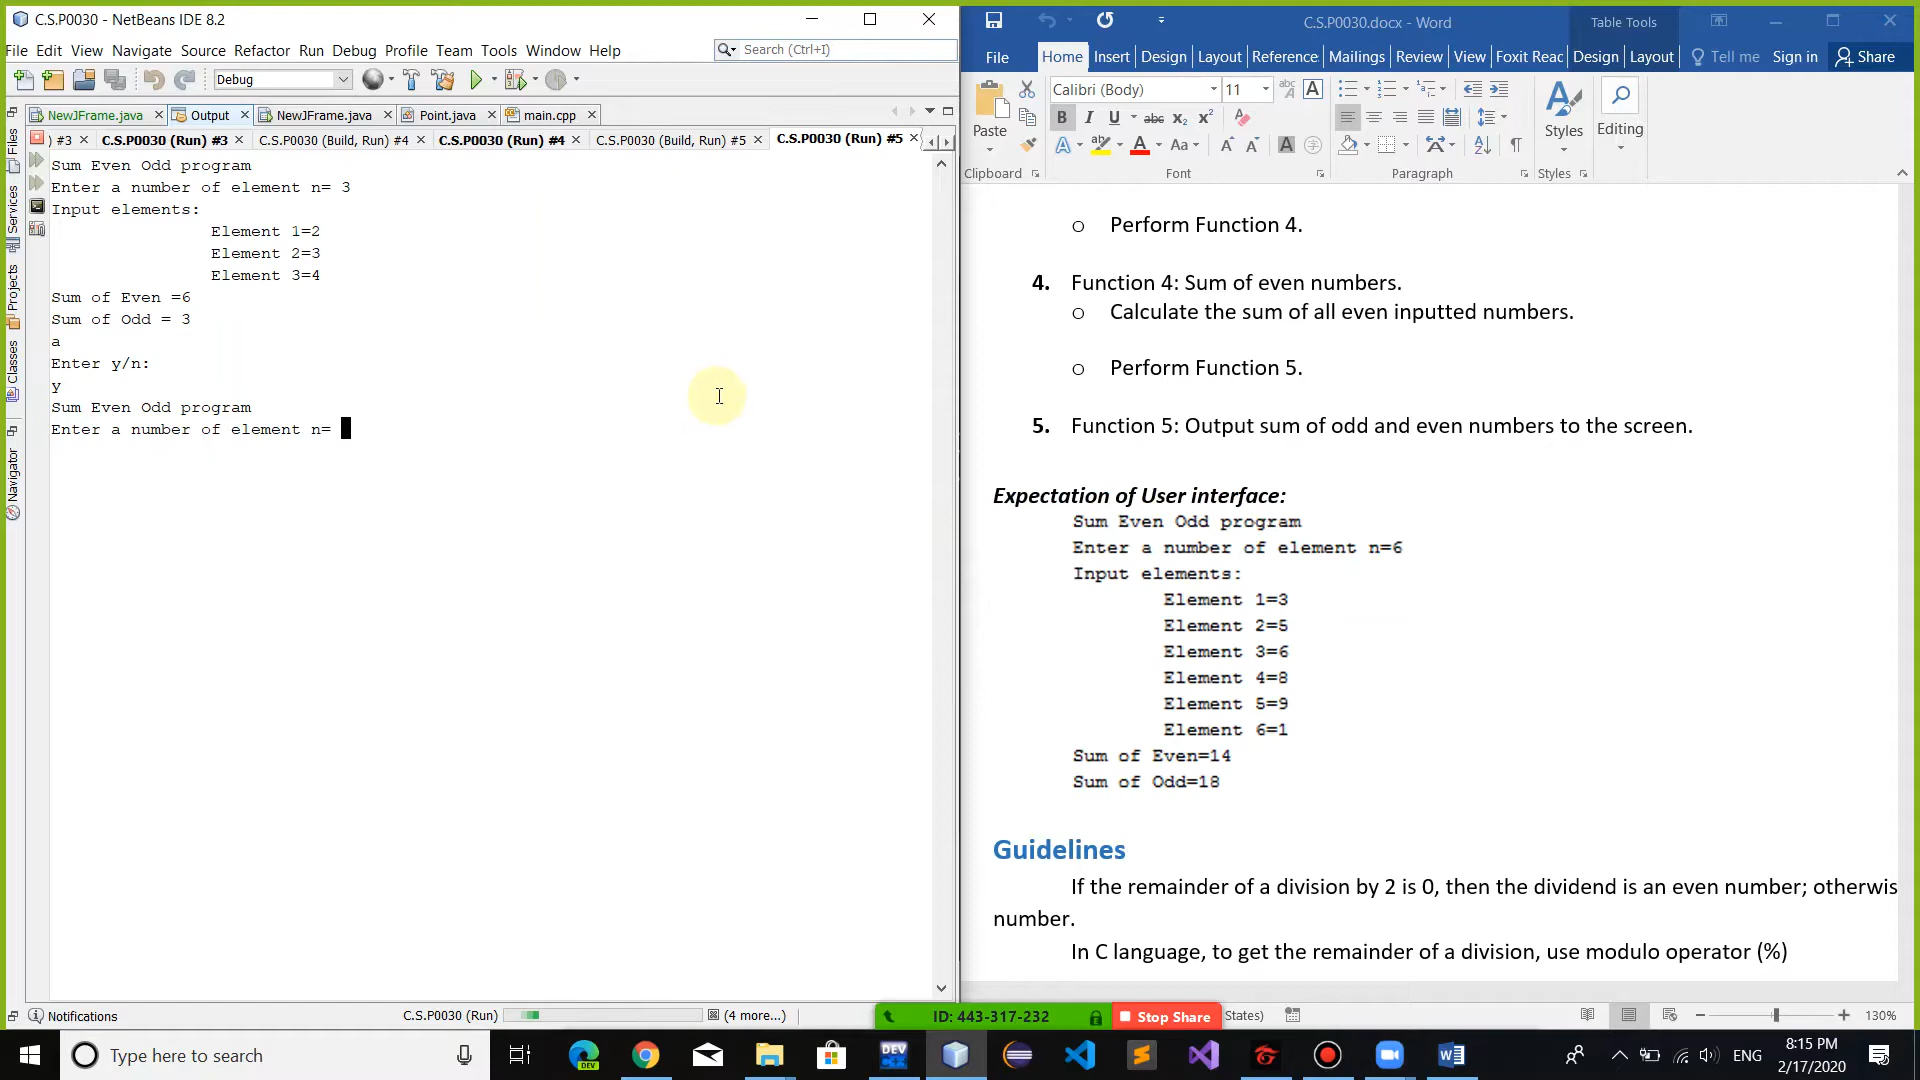 C.S.P0030 - NetBeans IDE 8.2
File Edit View Navigate Source Refactor Run Debug Profile Team Tools Window Help
Search (Ctrl+I)
Debug
NewJFrame.java
Output
NewJFrame.java
Point.java
main.cpp
) #3
C.S.P0030 (Run) #3
C.S.P0030 (Build, Run) #4
C.S.P0030 (Run) #4
C.S.P0030 (Build, Run) #5
C.S.P0030 (Run) #5
Files
Services
Projects
Classes
Navigator
Sum Even Odd program
Enter a number of element n= 3
Input elements:
Element 1=2
Element 2=3
Element 3=4
Sum of Even =6
Sum of Odd = 3
a
Enter y/n:
y
Sum Even Odd program
Enter a number of element n=
Notifications
C.S.P0030 (Run)
(4 more...)
C.S.P0030.docx - Word
Table Tools
File Home Insert Design Layout Reference Mailings Review View Foxit Reac Design Layout Tell me Sign in Share
Paste
Calibri (Body)
11
Styles
Editing
Clipboard
Font
Paragraph
Styles
o Perform Function 4.
4. Function 4: Sum of even numbers.
o Calculate the sum of all even inputted numbers.
o Perform Function 5.
5. Function 5: Output sum of odd and even numbers to the screen.
Expectation of User interface:
Sum Even Odd program
Enter a number of element n=6
Input elements:
Element 1=3
Element 2=5
Element 3=6
Element 4=8
Element 5=9
Element 6=1
Sum of Even=14
Sum of Odd=18
Guidelines
If the remainder of a division by 2 is 0, then the dividend is an even number; otherwis
number.
In C language, to get the remainder of a division, use modulo operator (%)
ID: 443-317-232
Stop Share
States)
130%
Type here to search
DEV
DEV
ENG
8:15 PM
2/17/2020